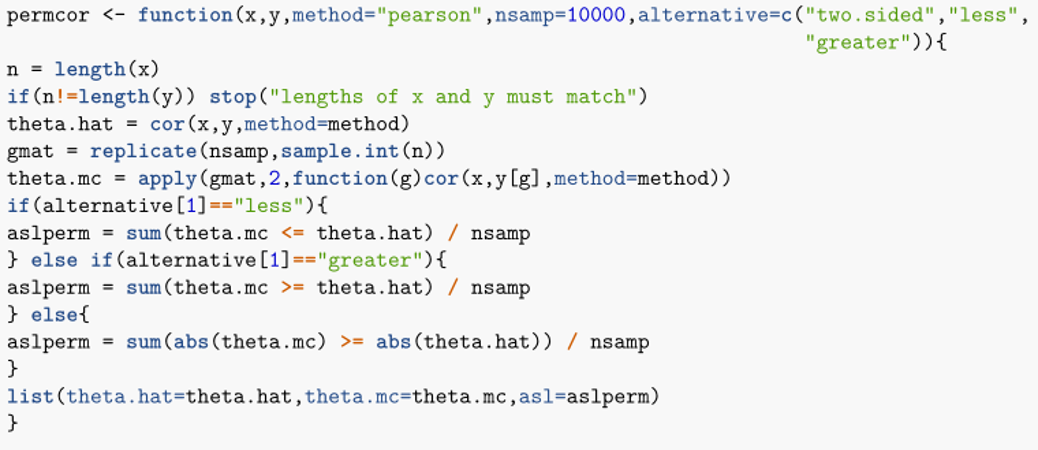 permcor <- function(x,y,method="pearson",nsamp=10000,alternative=c("two.sided","less",
"greater")){
n = length(x)
if(n!=length(y)) stop("lengths of x and y must match")
theta.hat = cor(x,y,method=method)
gmat = replicate(nsamp,sample.int(n))
theta.mc = apply(gmat,2,function(g)cor(x,y[g],method=method))
if(alternative[1]=="less"){
aslperm = sum(theta.mc <= theta.hat) / nsamp
} else if(alternative[1]=="greater"){
aslperm = sum(theta.mc >= theta.hat) / nsamp
} else{
aslperm = sum(abs(theta.mc) >= abs(theta.hat)) / nsamp
}
list(theta.hat=theta.hat,theta.mc=theta.mc,asl=aslperm)
}